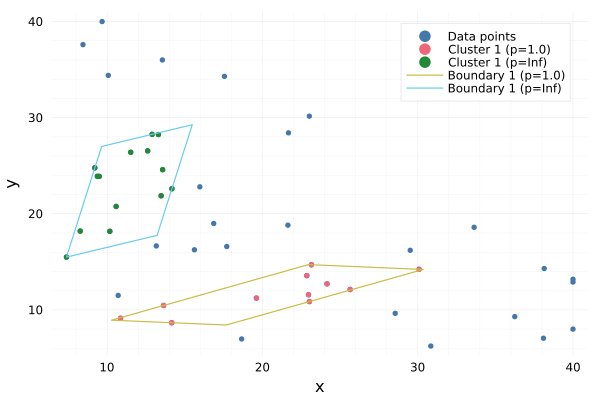 40
30
20
10
y
10
20
30
40
x
Data points
Cluster 1 (p=1.0)
Cluster 1 (p=Inf)
Boundary 1 (p=1.0)
Boundary 1 (p=Inf)